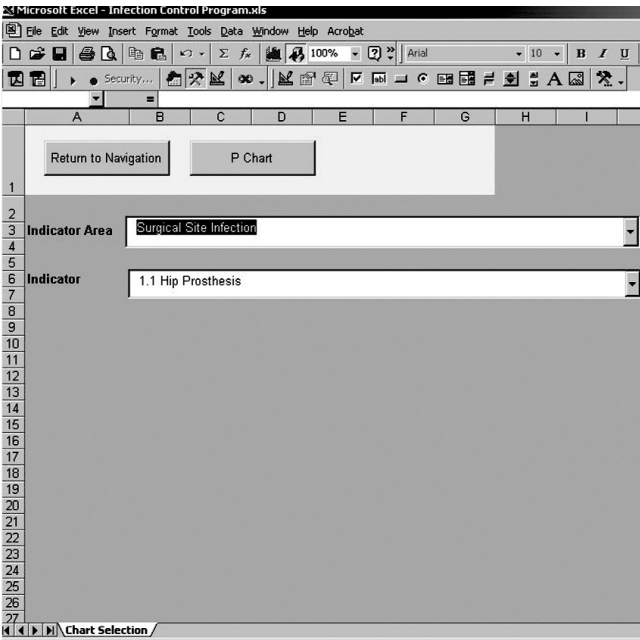 Microsoft Excel - Infection Control Program.xls
File Edit View Insert Format Tools Data Window Help Acrobat
100% Arial 10 B I U
Security...
=
A B C D E F G H I
Return to Navigation P Chart
1
2
3 Indicator Area Surgical Site Infection
4
5
6 Indicator 1.1 Hip Prosthesis
7
8
9
10
11
12
13
14
15
16
17
18
19
20
21
22
23
24
25
26
27
Chart Selection